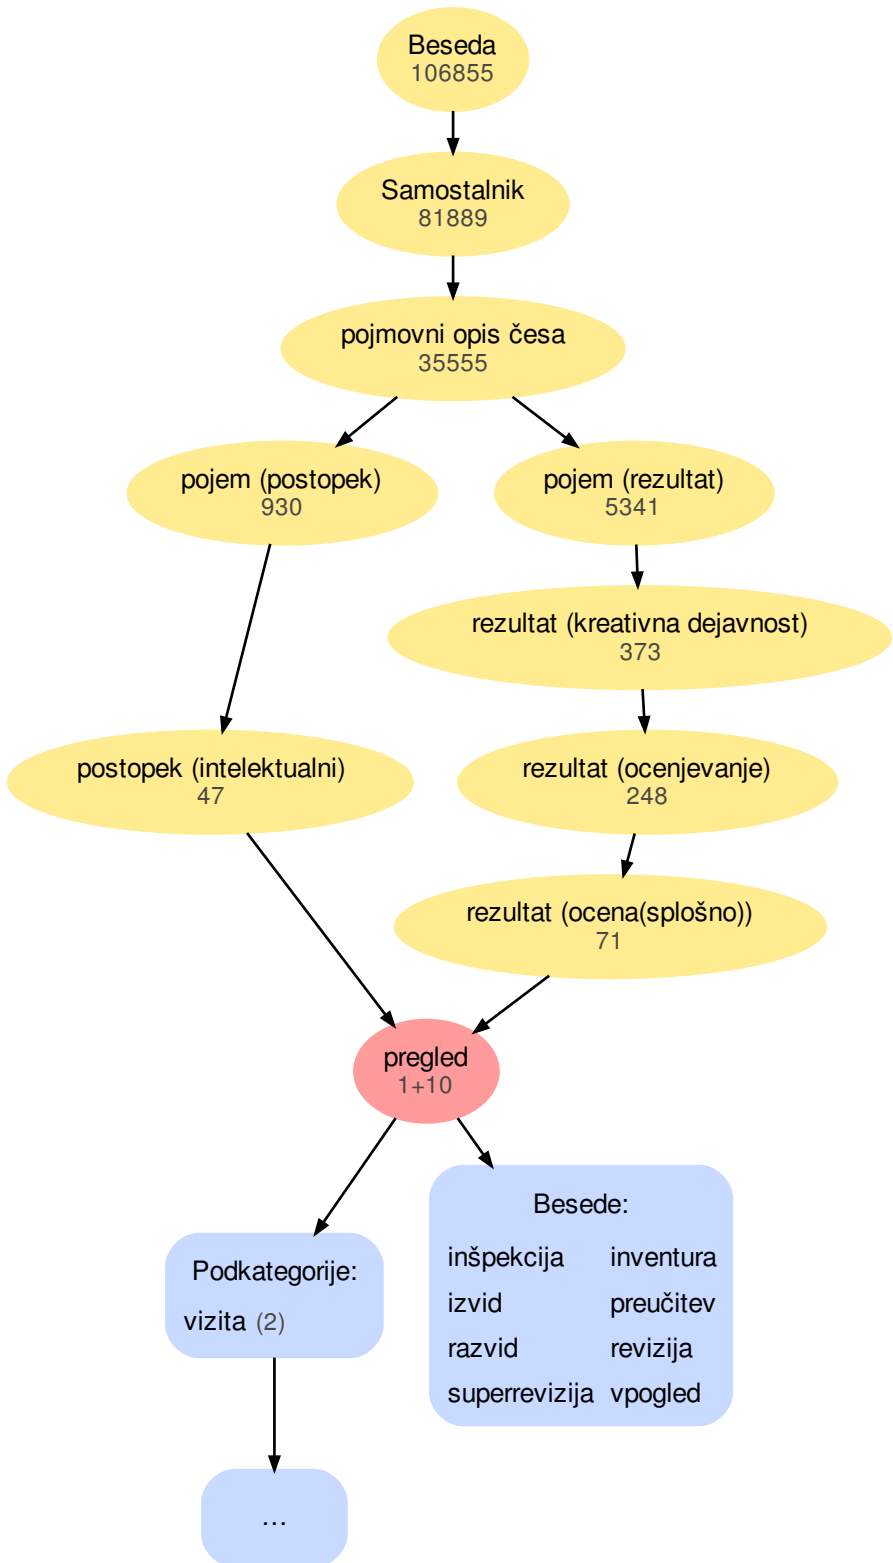 Beseda
106855
Samostalnik
81889
pojmovni opis česa
35555
pojem (postopek)
930
pojem (rezultat)
5341
rezultat (kreativna dejavnost)
373
postopek (intelektualni)
47
rezultat (ocenjevanje)
248
rezultat (ocena(splošno))
71
pregled
1+10
Podkategorije:
vizita (2)
Besede:
inšpekcija inventura
izvid preučitev
razvid revizija
superrevizija vpogled
…